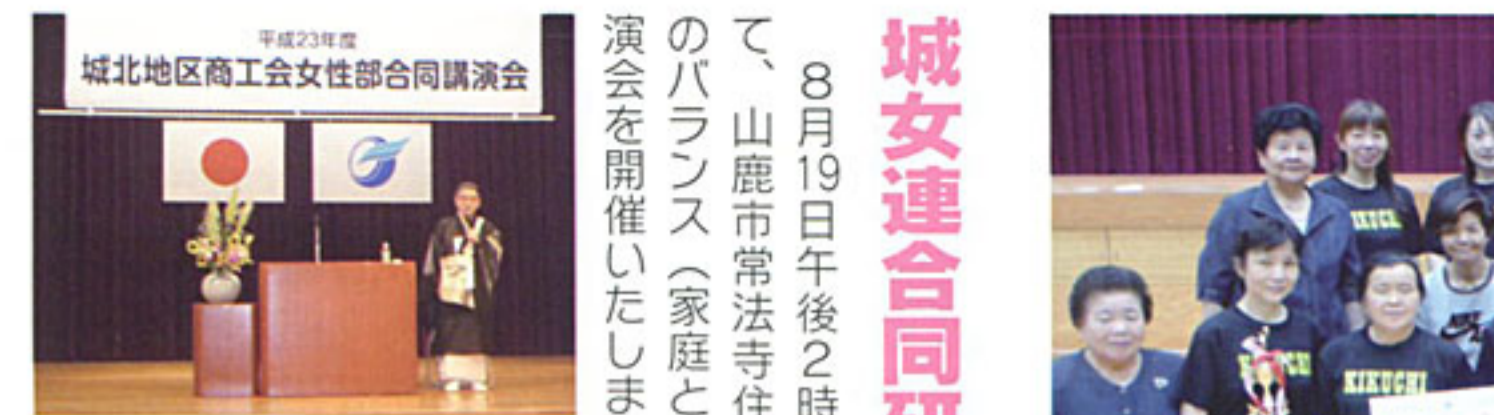 平成23年度
城北地区商工会女性部合同講演会
城女連合同研
8月19日午後2時
て、山鹿市常法寺住
のバランス(家庭と
演会を開催いたしま
KIKUCHI